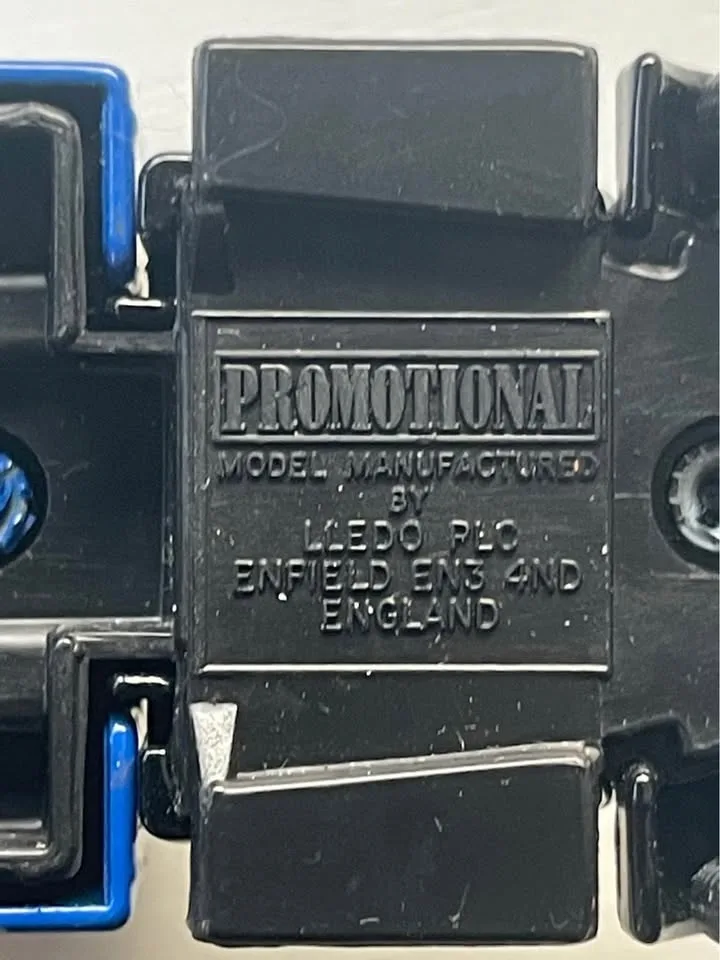 PROMOTIONAL
MODEL MANUFACTURED
BY
LLEDO PLC
ENFIELD EN3 4ND
ENGLAND